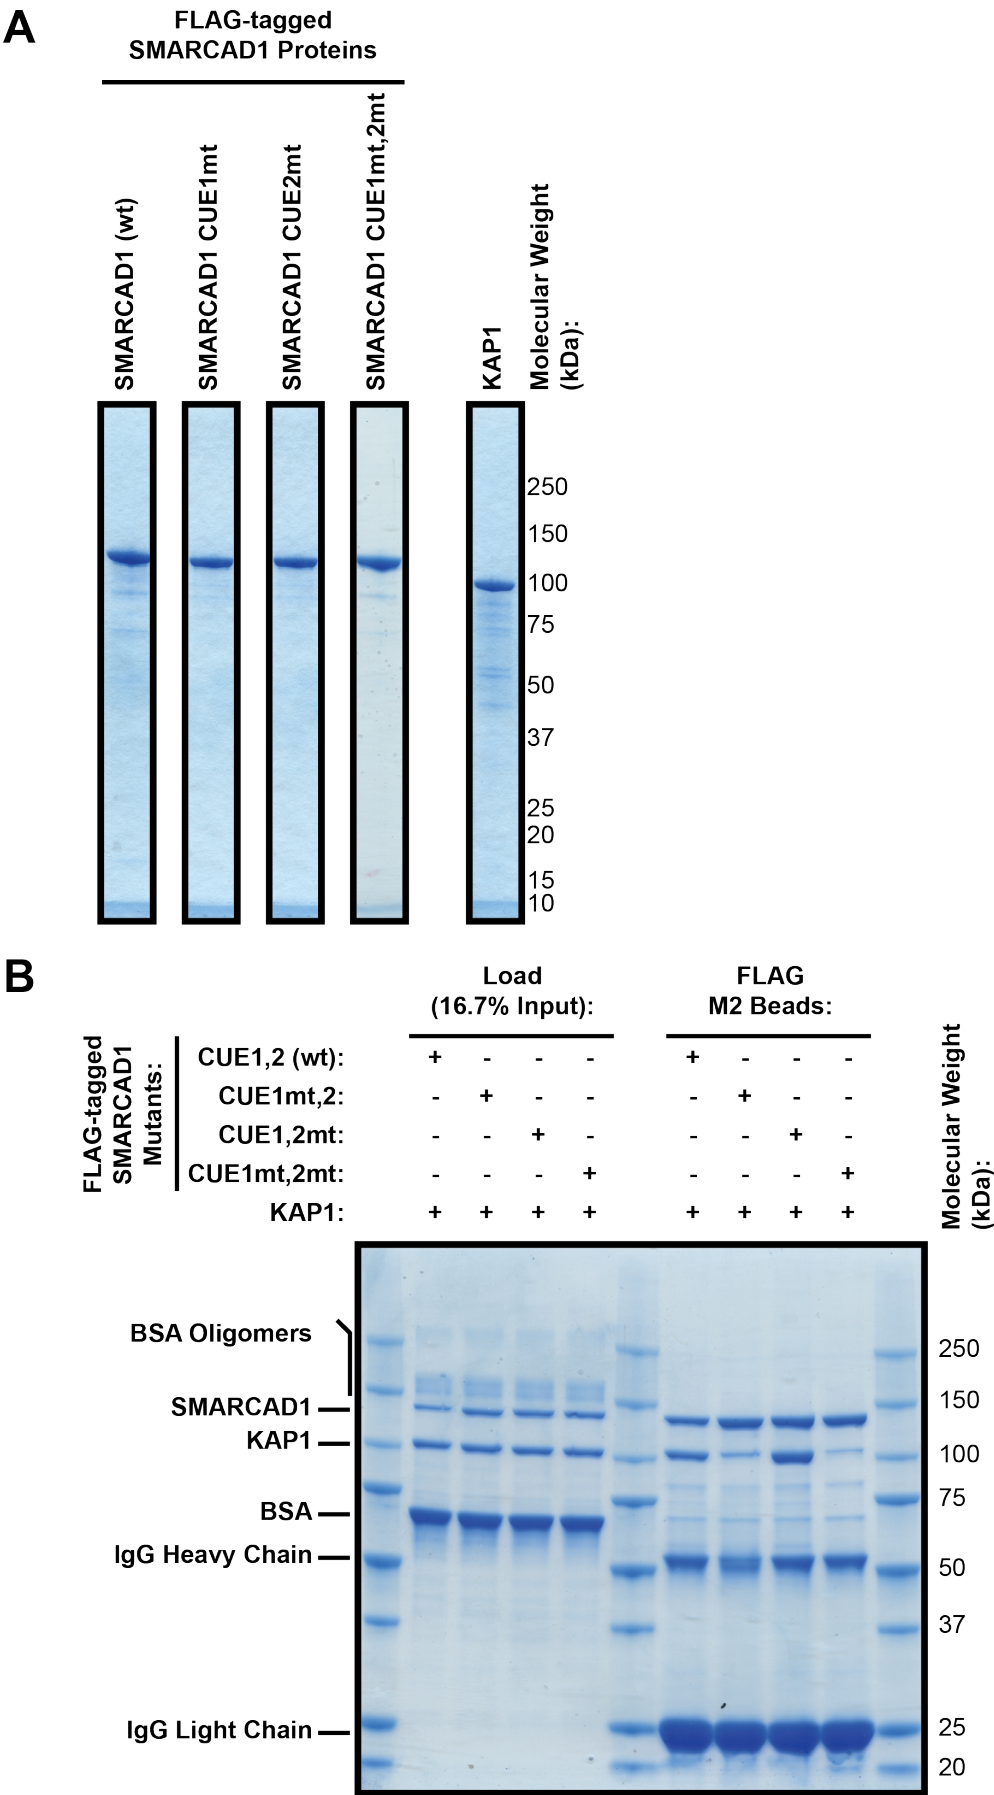 A
FLAG-tagged
SMARCAD1 Proteins
SMARCAD1 (wt)
SMARCAD1 CUE1mt
SMARCAD1 CUE2mt
SMARCAD1 CUE1mt,2mt
KAP1
Molecular Weight
(kDa):
250
150
100
75
50
37
25
20
15
10
B
Load
(16.7% Input):
FLAG
M2 Beads:
FLAG-tagged
SMARCAD1
Mutants:
CUE1,2 (wt): + - - - + - - -
CUE1mt,2: - + - - - + - -
CUE1,2mt: - - + - - - + -
CUE1mt,2mt: - - - + - - - +
KAP1: + + + + + + + +
Molecular Weight
(kDa):
BSA Oligomers
SMARCAD1
KAP1
BSA
IgG Heavy Chain
IgG Light Chain
250
150
100
75
50
37
25
20